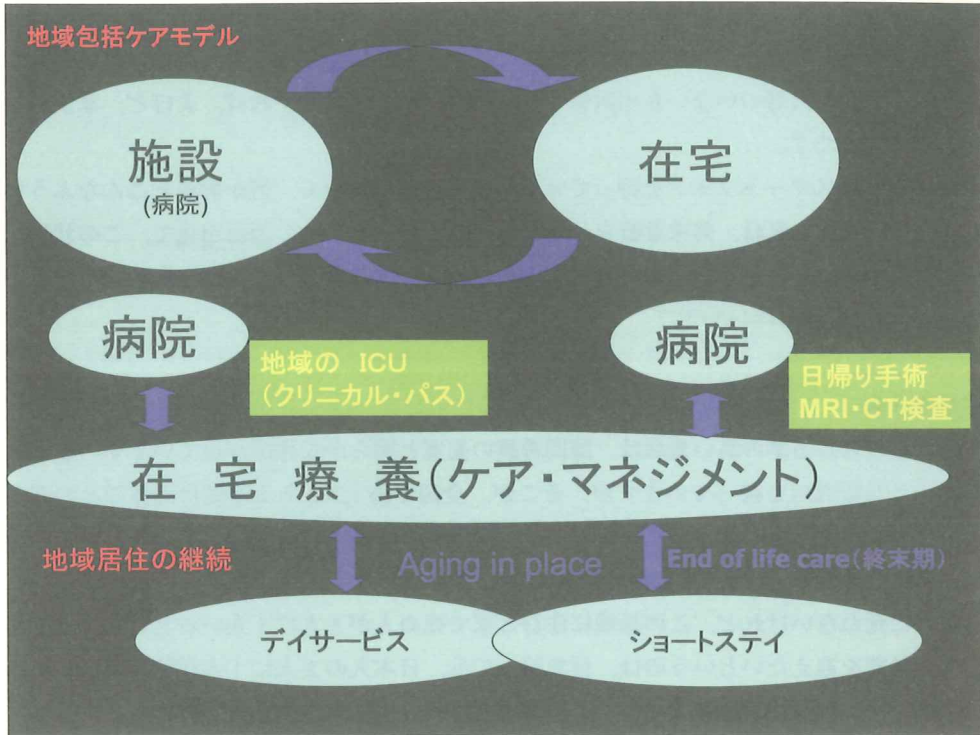 地域包括ケアモデル
施設
(病院)
在宅
病院
地域の ICU
(クリニカル・パス)
病院
日帰り手術
MRI・CT検査
在 宅 療 養(ケア・マネジメント)
地域居住の継続
Aging in place
End of life care(終末期)
デイサービス
ショートステイ